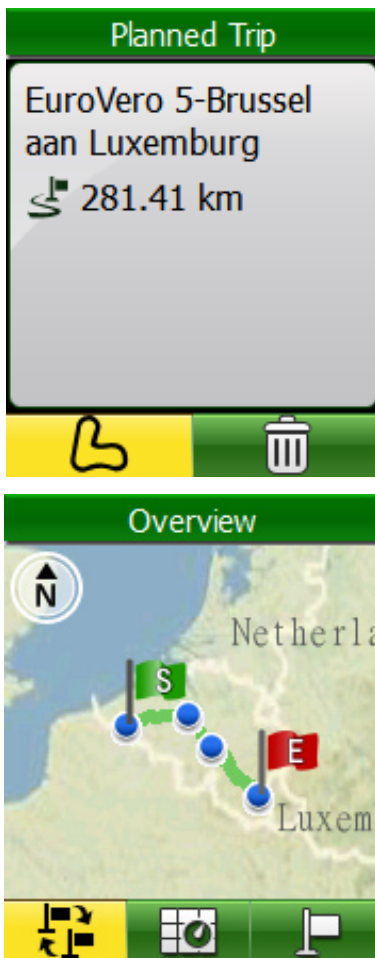 Planned Trip
EuroVero 5-Brussel
aan Luxemburg
281.41 km
Overview
N
Netherla
S
E
Luxem